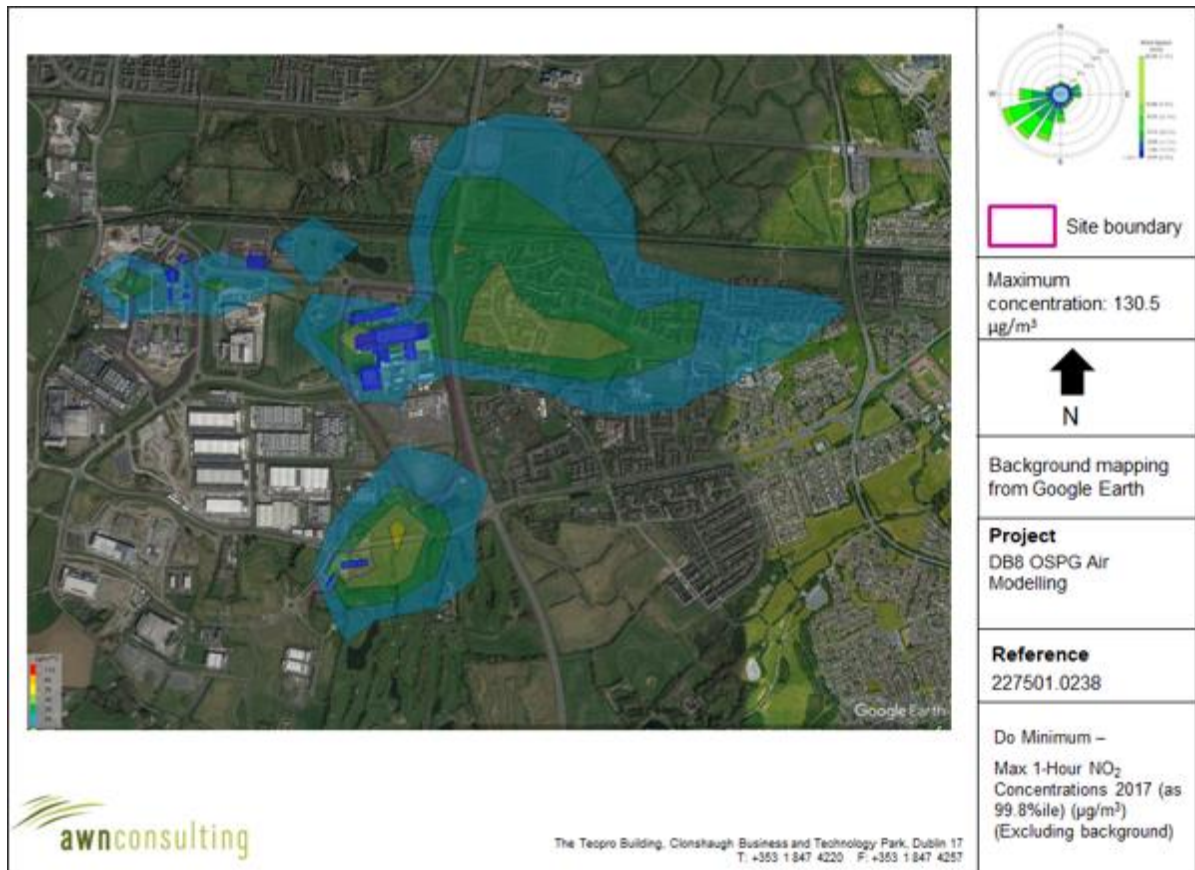 Site boundary
Maximum
concentration: 130.5
µg/m³
N
Background mapping
from Google Earth
Project
DB8 OSPG Air
Modelling
Reference
227501.0238
Do Minimum –
Max 1-Hour NO₂
Concentrations 2017 (as
99.8%ile) (µg/m³)
(Excluding background)
Google Earth
awnconsulting
The Tecpro Building, Clonshaugh Business and Technology Park, Dublin 17
T: +353 1 847 4220 F: +353 1 847 4257